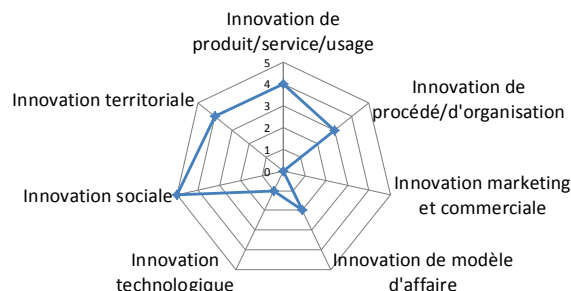 Innovation de
produit/service/usage
Innovation de
procédé/d'organisation
Innovation marketing
et commerciale
Innovation de modèle
d'affaire
Innovation
technologique
Innovation sociale
Innovation territoriale
5
4
3
2
1
0